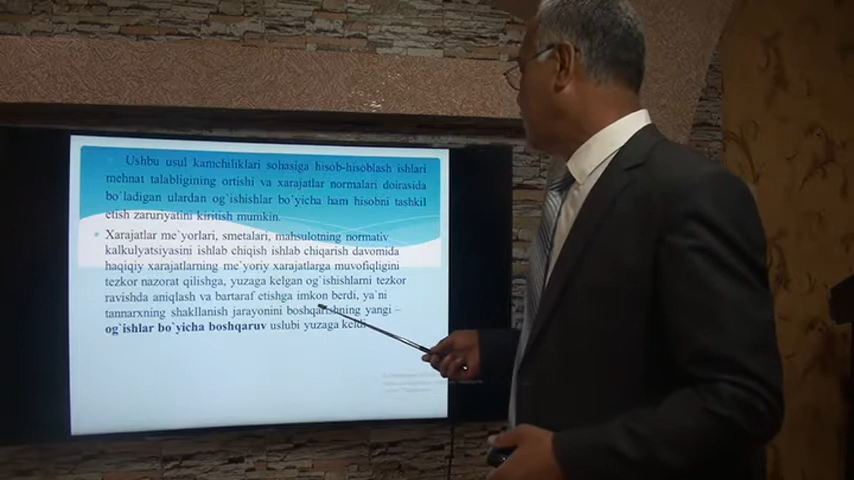 Ushbu usul kamchiliklari sohasiga hisob-hisoblash ishlari
mehnat talabligining ortishi va xarajatlar normalari doirasida
bo`ladigan ulardan og`ishishlar bo`yicha ham hisobni tashkil
etish zaruriyatini kiritish mumkin.
• Xarajatlar me`yorlari, smetalari, mahsulotning normativ
kalkulyatsiyasini ishlab chiqish ishlab chiqarish davomida
haqiqiy xarajatlarning me`yoriy xarajatlarga muvofiqligini
tezkor nazorat qilishga, yuzaga kelgan og`ishishlarni tezkor
ravishda aniqlash va bartaraf etishga imkon berdi, ya`ni
tannarxning shakllanish jarayonini boshqarishning yangi –
og`ishlar bo`yicha boshqaruv uslubi yuzaga keldi